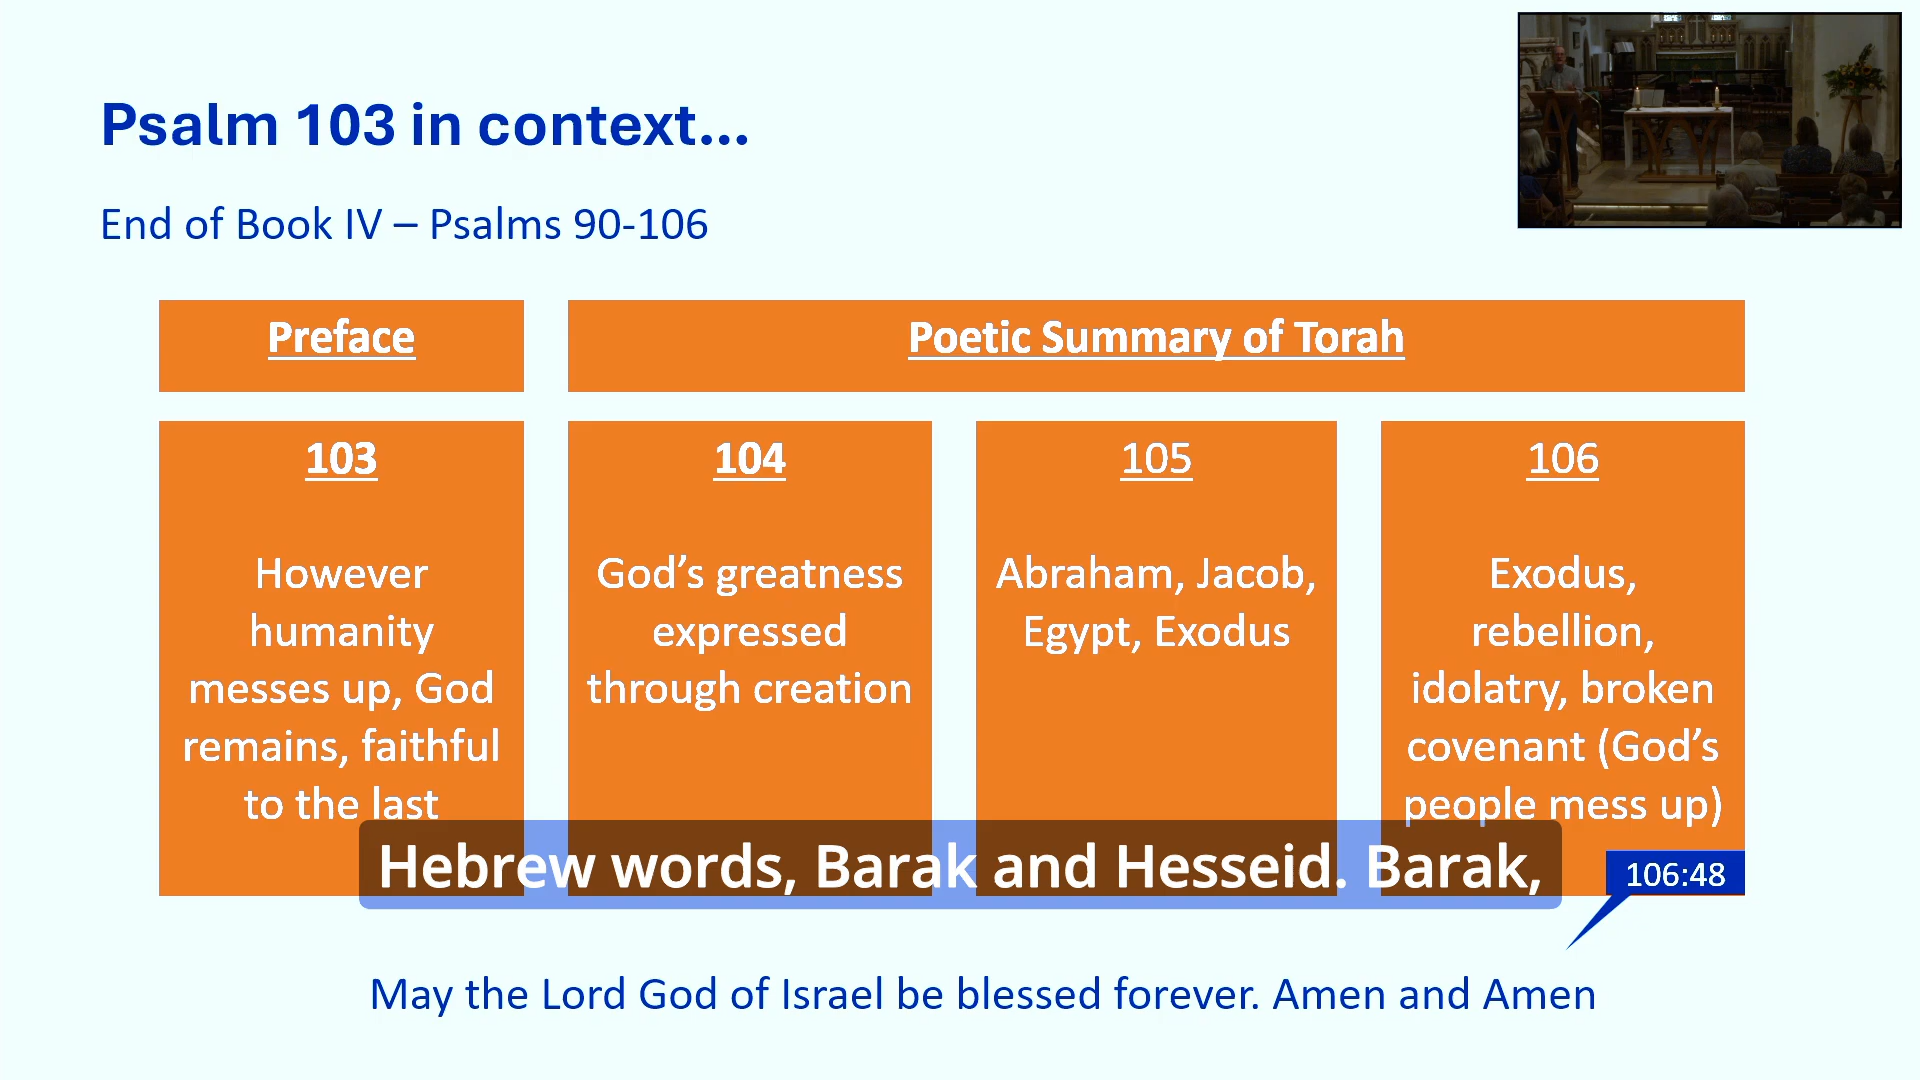 Psalm 103 in context...
End of Book IV – Psalms 90-106
Preface
Poetic Summary of Torah
103
However
humanity
messes up, God
remains, faithful
to the last
104
God’s greatness
expressed
through creation
105
Abraham, Jacob,
Egypt, Exodus
106
Exodus,
rebellion,
idolatry, broken
covenant (God’s
people mess up)
Hebrew words, Barak and Hesseid. Barak,
106:48
May the Lord God of Israel be blessed forever. Amen and Amen